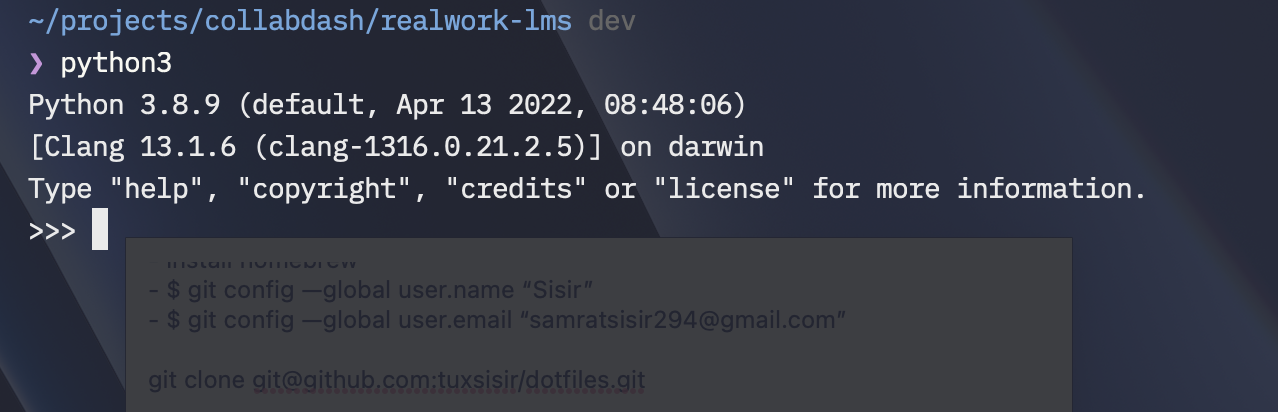 ~/projects/collabdash/realwork-lms dev
❯ python3
Python 3.8.9 (default, Apr 13 2022, 08:48:06)
[Clang 13.1.6 (clang-1316.0.21.2.5)] on darwin
Type "help", "copyright", "credits" or "license" for more information.
>>>
install homebrew
- $ git config —global user.name “Sisir”
- $ git config —global user.email “samratsisir294@gmail.com”
git clone git@github.com:tuxsisir/dotfiles.git